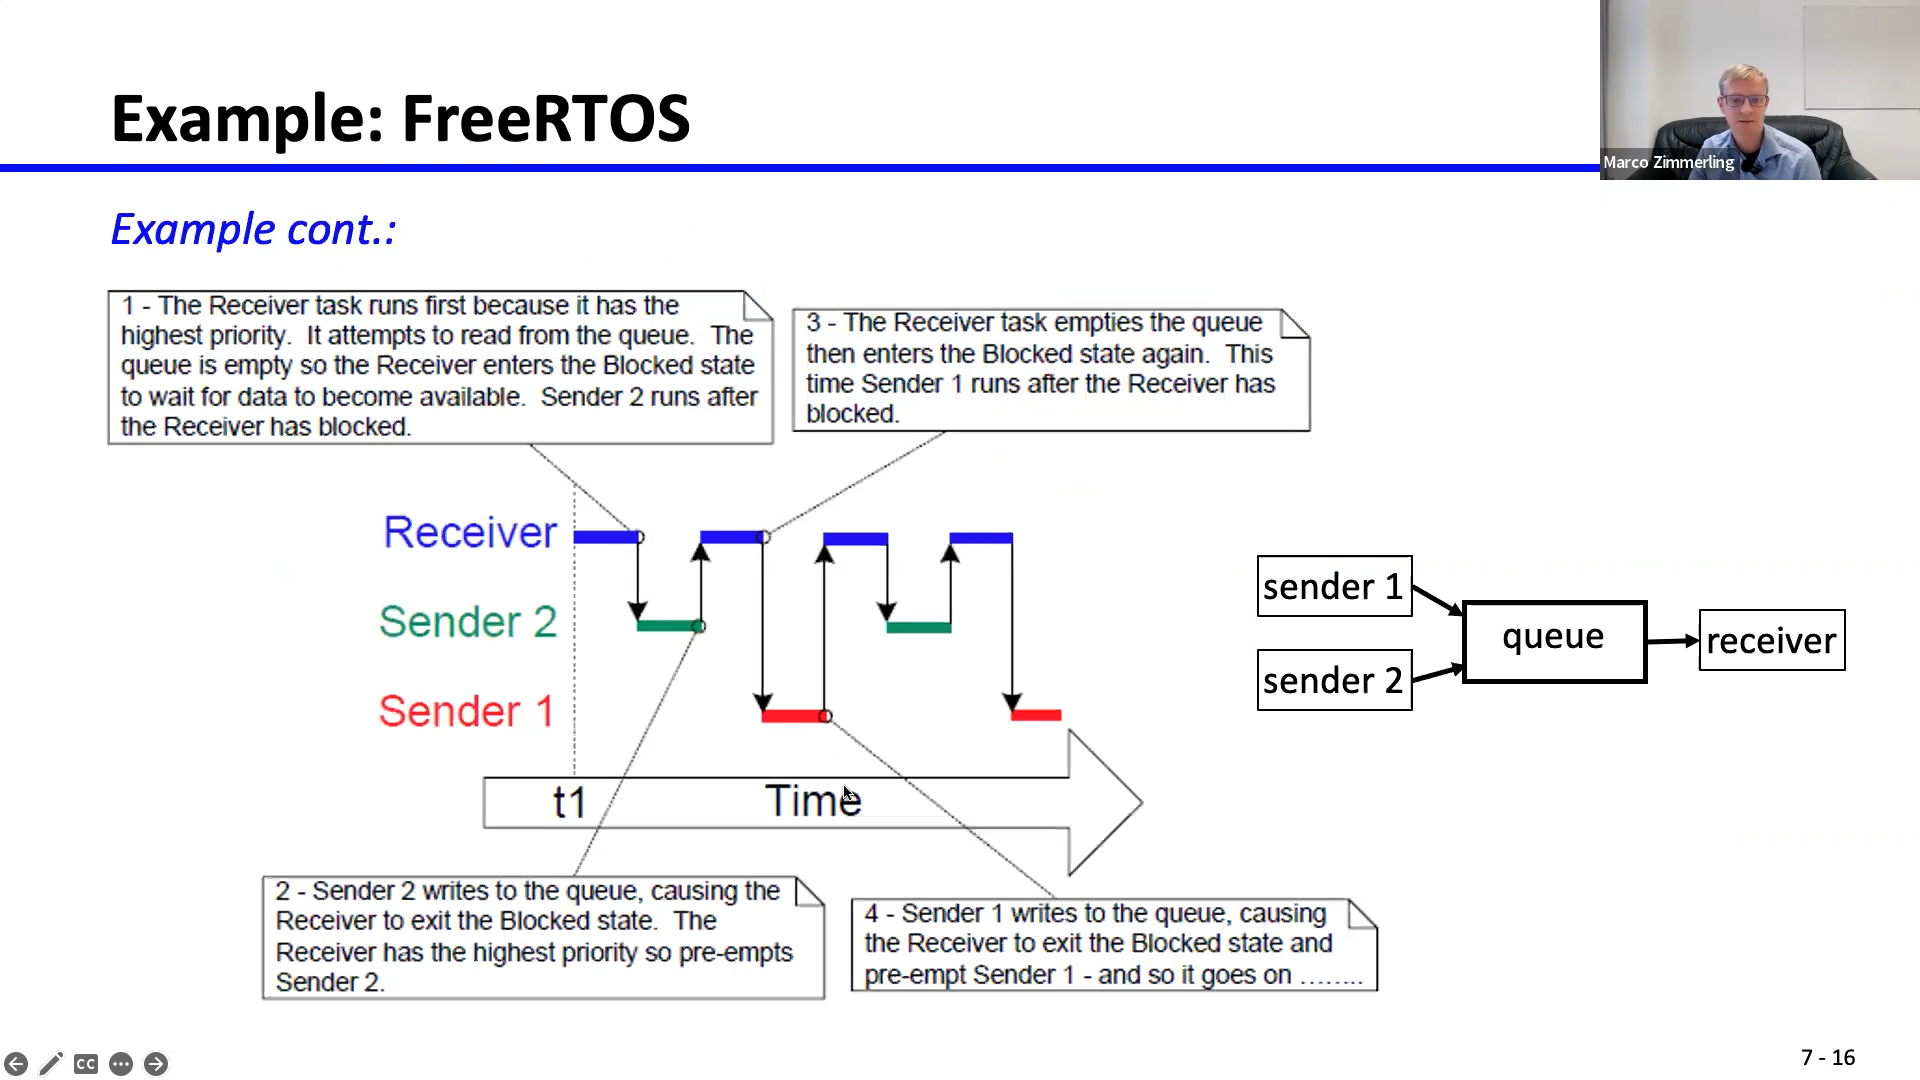 Example: FreeRTOS
Marco Zimmerling
Example cont.:
1 - The Receiver task runs first because it has the
highest priority. It attempts to read from the queue. The
queue is empty so the Receiver enters the Blocked state
to wait for data to become available. Sender 2 runs after
the Receiver has blocked.
3 - The Receiver task empties the queue
then enters the Blocked state again. This
time Sender 1 runs after the Receiver has
blocked.
Receiver
Sender 2
Sender 1
t1 Time
sender 1
sender 2
queue
receiver
2 - Sender 2 writes to the queue, causing the
Receiver to exit the Blocked state. The
Receiver has the highest priority so pre-empts
Sender 2.
4 - Sender 1 writes to the queue, causing
the Receiver to exit the Blocked state and
pre-empt Sender 1 - and so it goes on ........
CC
7 - 16